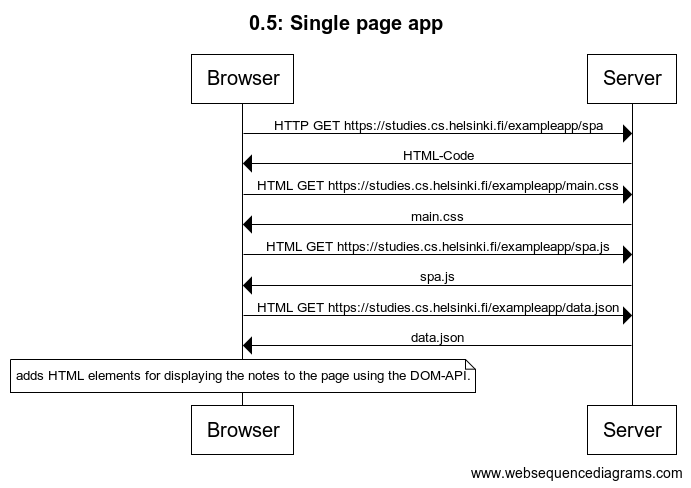 0.5: Single page app
Browser
Server
HTTP GET https://studies.cs.helsinki.fi/exampleapp/spa
HTML-Code
HTML GET https://studies.cs.helsinki.fi/exampleapp/main.css
main.css
HTML GET https://studies.cs.helsinki.fi/exampleapp/spa.js
spa.js
HTML GET https://studies.cs.helsinki.fi/exampleapp/data.json
data.json
adds HTML elements for displaying the notes to the page using the DOM-API.
Browser
Server
www.websequencediagrams.com